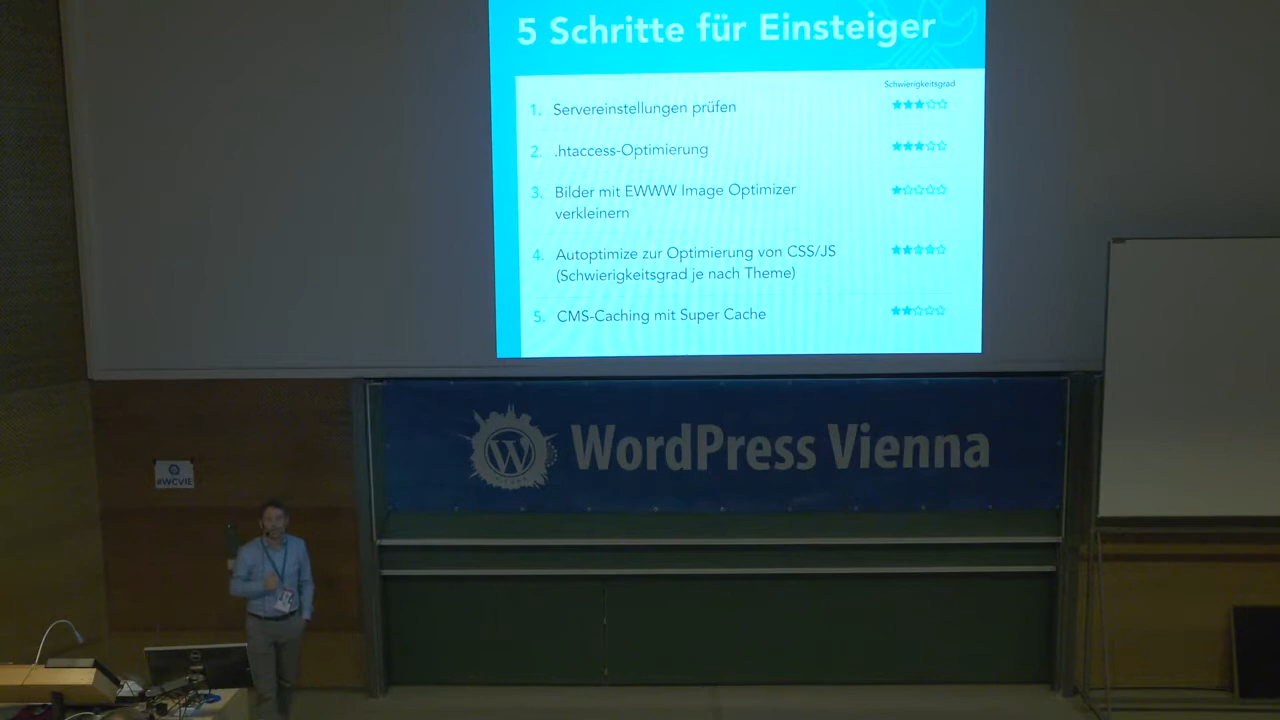 5 Schritte für Einsteiger
Schwierigkeitsgrad
1. Servereinstellungen prüfen
2. .htaccess-Optimierung
3. Bilder mit EWWW Image Optimizer
verkleinern
4. Autoptimize zur Optimierung von CSS/JS
(Schwierigkeitsgrad je nach Theme)
5. CMS-Caching mit Super Cache
WordPress Vienna
#WCVIE